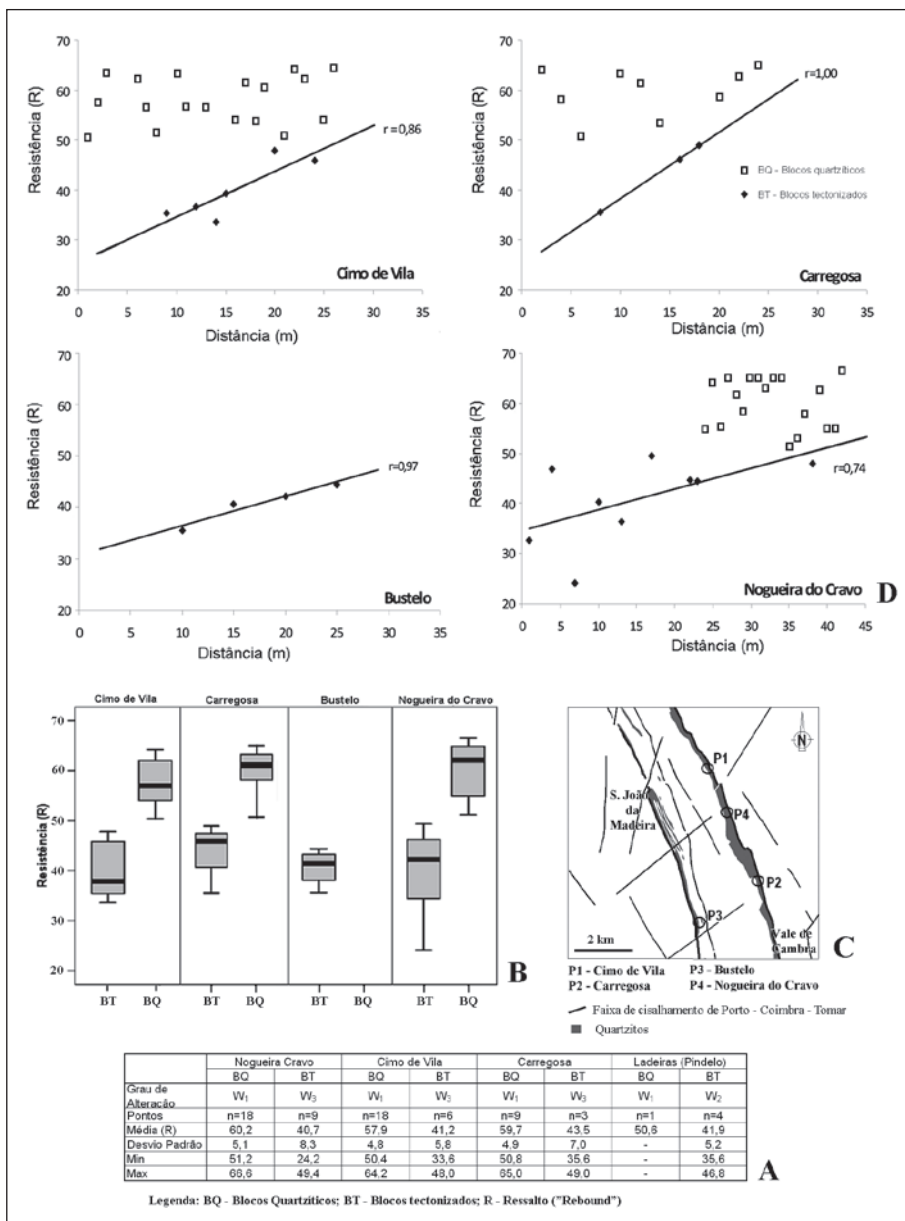 70
60
50
40
30
20
Resistência (R)
r = 0,86
Cimo de Vila
0 5 10 15 20 25 30 35
Distância (m)
70
60
50
40
30
20
Resistência (R)
r=1,00
BQ - Blocos quartzíticos
BT - Blocos tectonizados
Carregosa
0 5 10 15 20 25 30 35
Distância (m)
70
60
50
40
30
20
Resistência (R)
r=0,97
Bustelo
0 5 10 15 20 25 30 35
Distância (m)
70
60
50
40
30
20
Resistência (R)
r=0,74
Nogueira do Cravo
0 5 10 15 20 25 30 35 40 45
Distância (m)
D
Cimo de Vila Carregosa Bustelo Nogueira do Cravo
70
60
50
40
30
20
Resistência (R)
BT BQ BT BQ BT BQ BT BQ
B
N
P1
S. João
da
Madeira
P4
P2
P3
Vale de
Cambra
2 km
C
P1 - Cimo de Vila P3 - Bustelo
P2 - Carregosa P4 - Nogueira do Cravo
Faixa de cisalhamento de Porto - Coimbra - Tomar
Quartzitos
Nogueira Cravo Cimo de Vila Carregosa Ladeiras (Pindelo)
BQ BT BQ BT BQ BT BQ BT
Grau de Alteração W1 W3 W1 W3 W1 W3 W1 W2
Pontos n=18 n=9 n=18 n=6 n=9 n=3 n=1 n=4
Média (R) 60,2 40,7 57,9 41,2 59,7 43,5 50,6 41,9
Desvio Padrão 5,1 8,3 4,8 5,8 4,9 7,0 - 5,2
Min 51,2 24,2 50,4 33,6 50,8 35,6 - 35,6
Max 66,6 49,4 64,2 48,0 65,0 49,0 - 46,8
A
Legenda: BQ - Blocos Quartzíticos; BT - Blocos tectonizados; R - Ressalto ("Rebound")